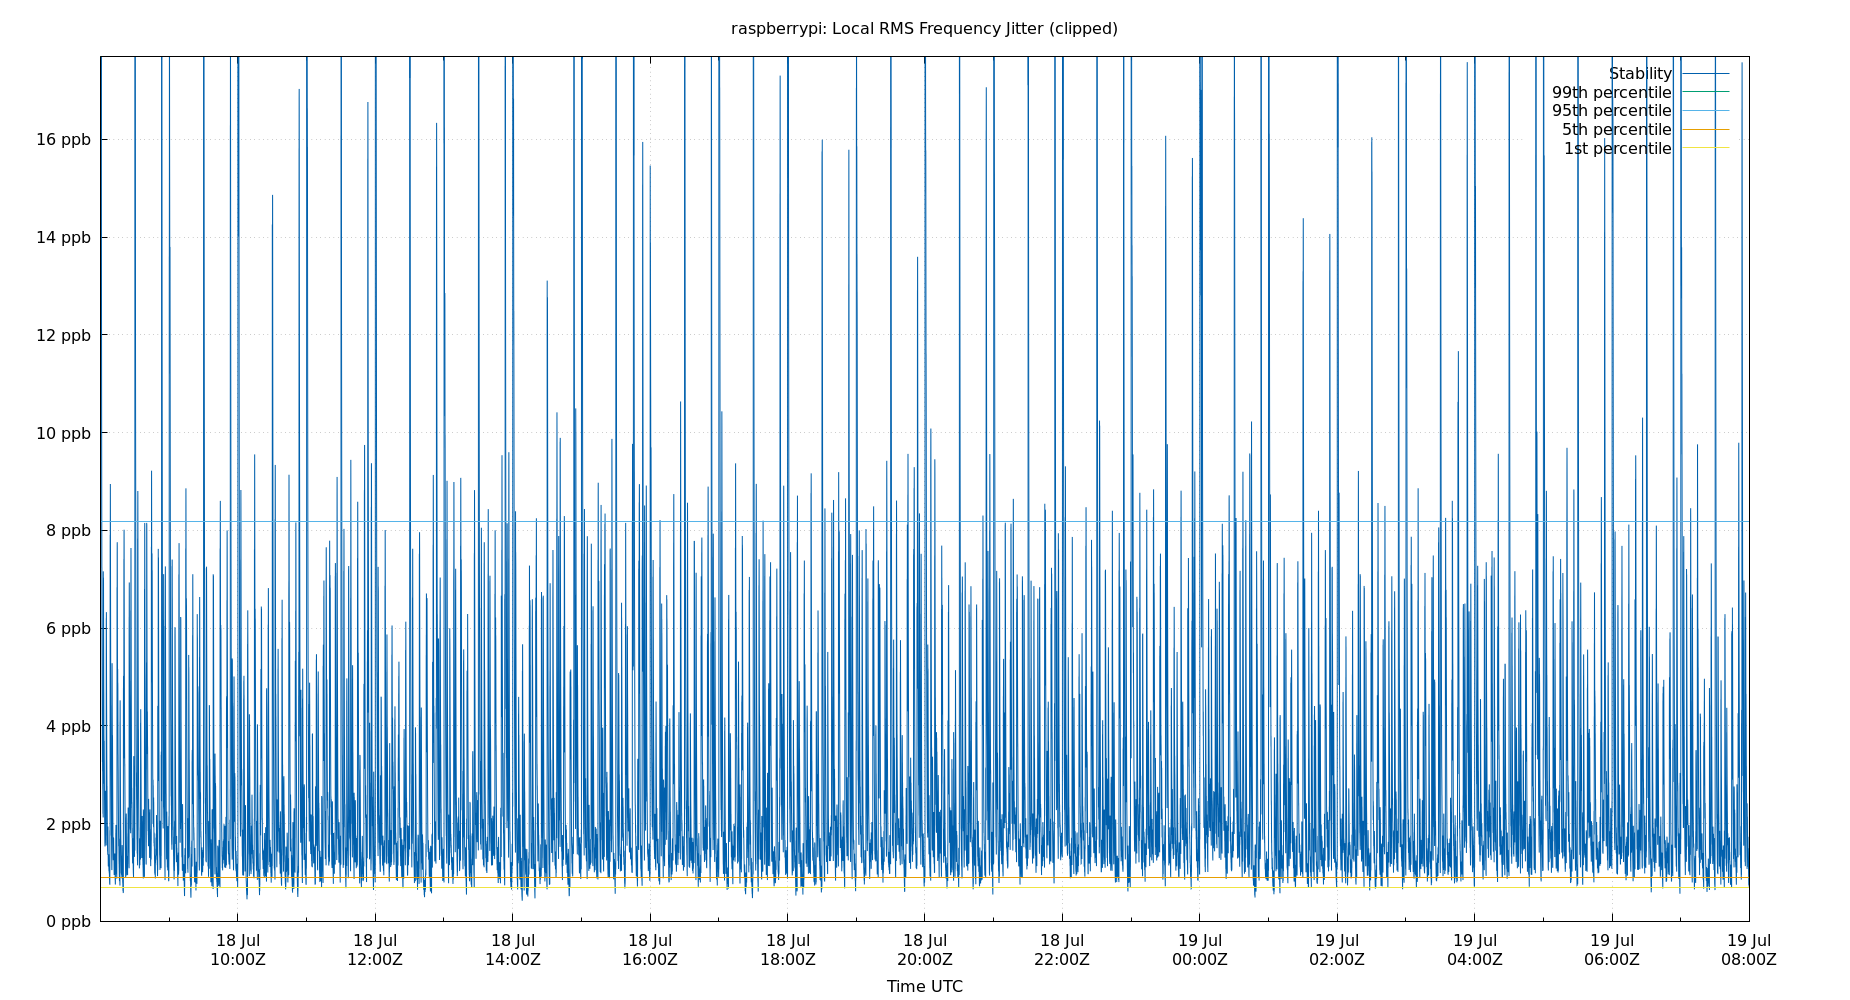 raspberrypi: Local RMS Frequency Jitter (clipped)
Stability
99th percentile
95th percentile
5th percentile
1st percentile
16 ppb
14 ppb
12 ppb
10 ppb
8 ppb
6 ppb
4 ppb
2 ppb
0 ppb
18 Jul 18 Jul 18 Jul 18 Jul 18 Jul 18 Jul 18 Jul 19 Jul 19 Jul 19 Jul 19 Jul 19 Jul
10:00Z 12:00Z 14:00Z 16:00Z 18:00Z 20:00Z 22:00Z 00:00Z 02:00Z 04:00Z 06:00Z 08:00Z
Time UTC